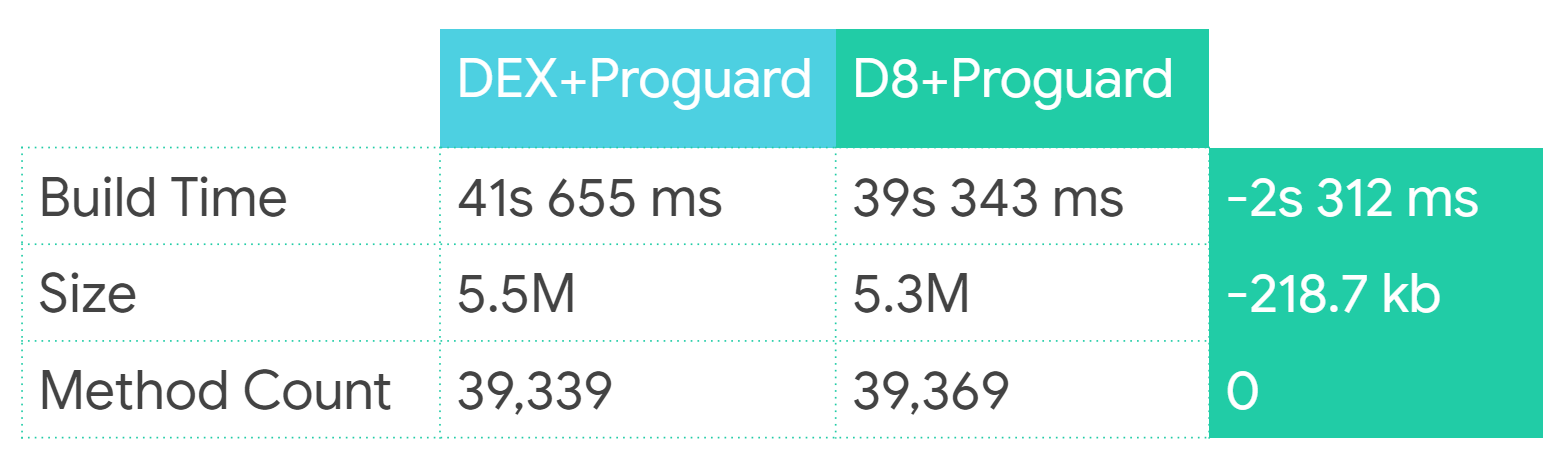 DEX+Proguard D8+Proguard
Build Time 41s 655 ms 39s 343 ms -2s 312 ms
Size 5.5M 5.3M -218.7 kb
Method Count 39,339 39,369 0